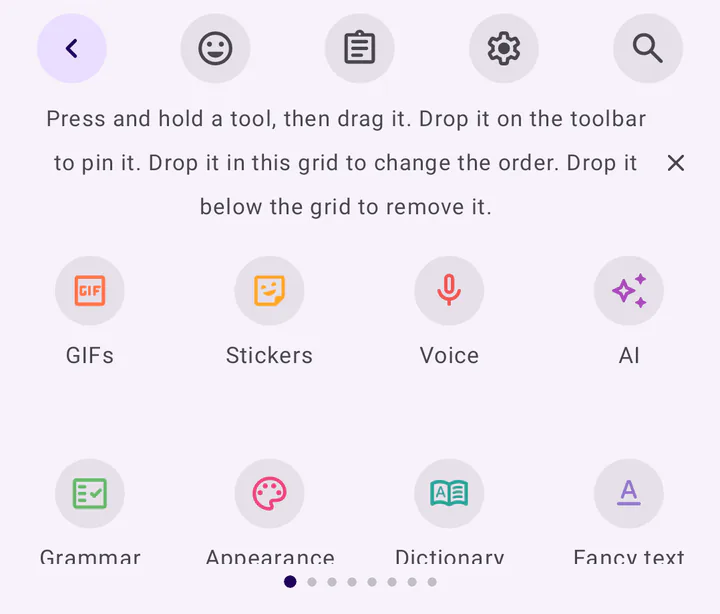 Press and hold a tool, then drag it. Drop it on the toolbar
to pin it. Drop it in this grid to change the order. Drop it
below the grid to remove it.
GIF
A
A
GIFs Stickers Voice AI
Grammar Appearance Dictionary Fancy text